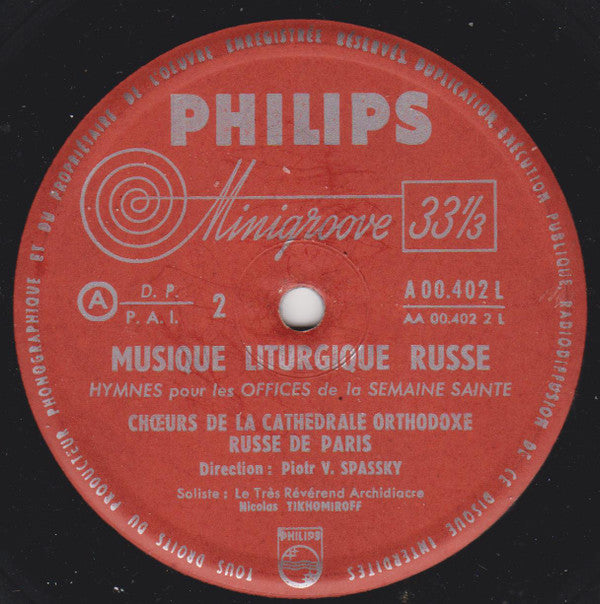 TOUS DROITS DU PRODUCTEUR PHONOGRAPHIQUE ET DU PROPRIÉTAIRE DE L'ŒUVRE ENREGISTRÉE RÉSERVÉS. DUPLICATION, EXÉCUTION PUBLIQUE, RADIODIFFUSION DE CE DISQUE INTERDITES
PHILIPS
Minigroove 33⅓
A D. P. 2 A 00.402 L
P. A. I. AA 00.402 2 L
MUSIQUE LITURGIQUE RUSSE
HYMNES pour les OFFICES de la SEMAINE SAINTE
CHŒURS DE LA CATHEDRALE ORTHODOXE
RUSSE DE PARIS
Direction : Piotr V. SPASSKY
Soliste : Le Très Révérend Archidiacre
Nicolas TIKHOMIROFF
PHILIPS